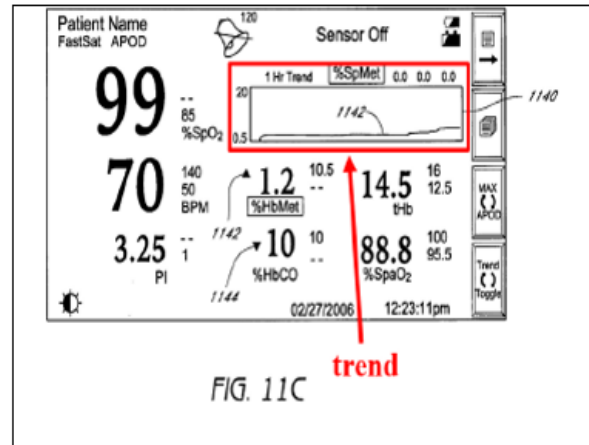 Patient Name
FastSat APOD
120
Sensor Off
1 Hr Trend %SpMet 0.0 0.0 0.0
20
0.5
1142
1140
99
--
85
%SpO2
70
140
50
BPM
1.2
%HbMet
10.5
--
14.5
tHb
16
12.5
MAX
APOD
1142
3.25
PI
--
1
10
%HbCO
10
--
88.8
%SpaO2
100
95.5
Trend
Toggle
1144
02/27/2006 12:23:11pm
trend
FIG. 11C